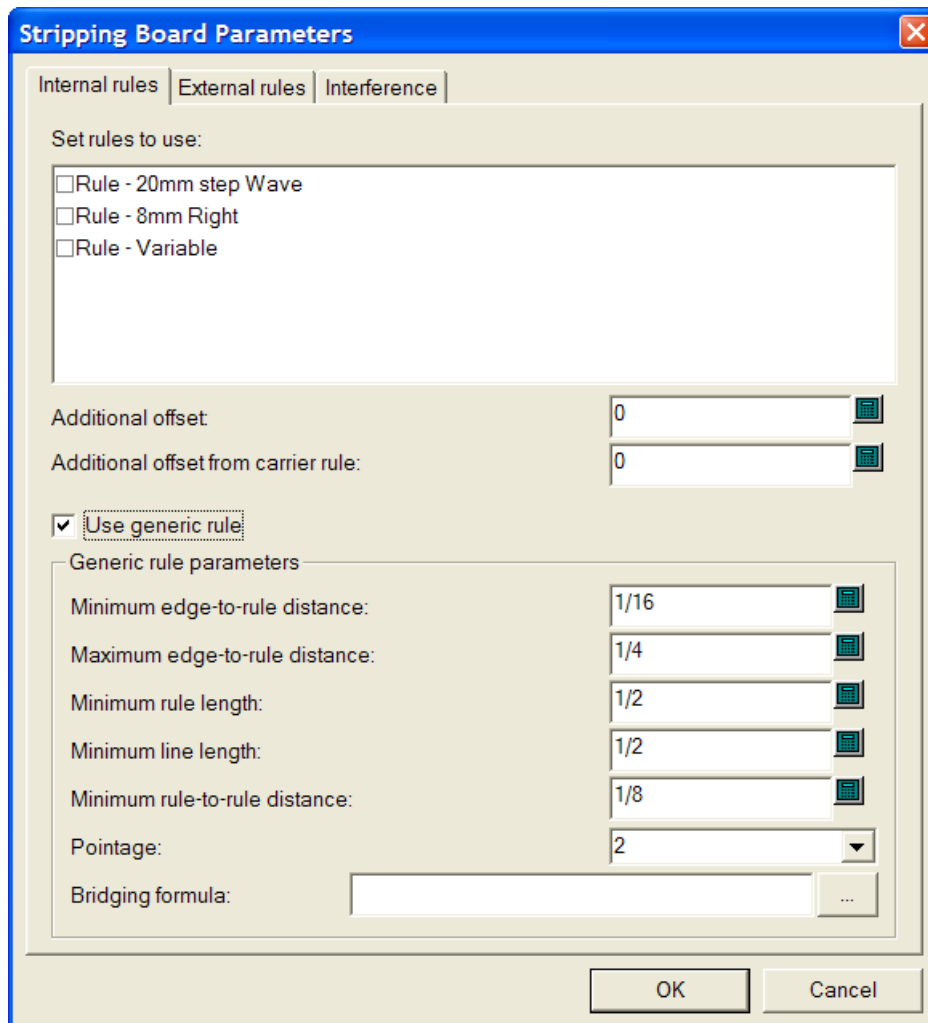 Stripping Board Parameters
Internal rules External rules Interference
Set rules to use:
Rule - 20mm step Wave
Rule - 8mm Right
Rule - Variable
Additional offset: 0
Additional offset from carrier rule: 0
Use generic rule
Generic rule parameters
Minimum edge-to-rule distance: 1/16
Maximum edge-to-rule distance: 1/4
Minimum rule length: 1/2
Minimum line length: 1/2
Minimum rule-to-rule distance: 1/8
Pointage: 2
Bridging formula: ...
OK Cancel